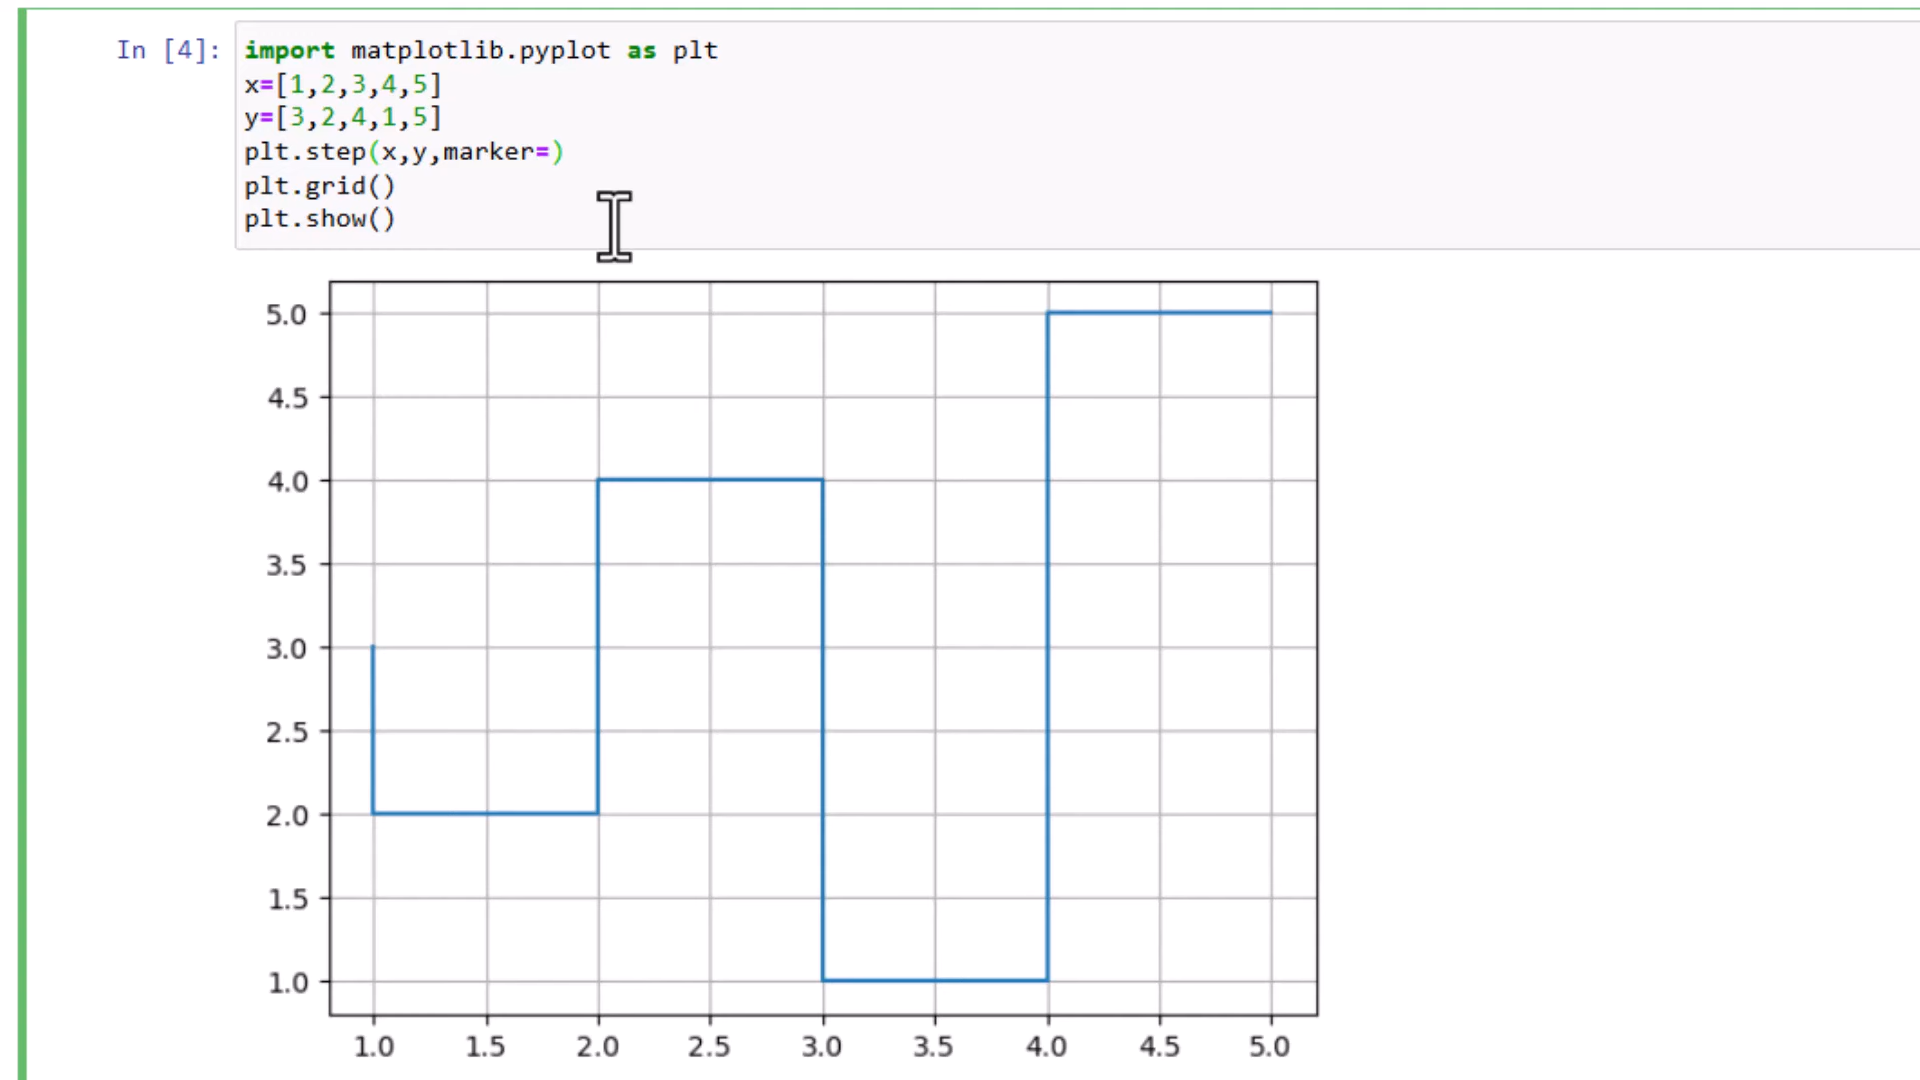 In [4]: import matplotlib.pyplot as plt
x=[1,2,3,4,5]
y=[3,2,4,1,5]
plt.step(x,y,marker=)
plt.grid()
plt.show()
5.0
4.5
4.0
3.5
3.0
2.5
2.0
1.5
1.0
1.0 1.5 2.0 2.5 3.0 3.5 4.0 4.5 5.0